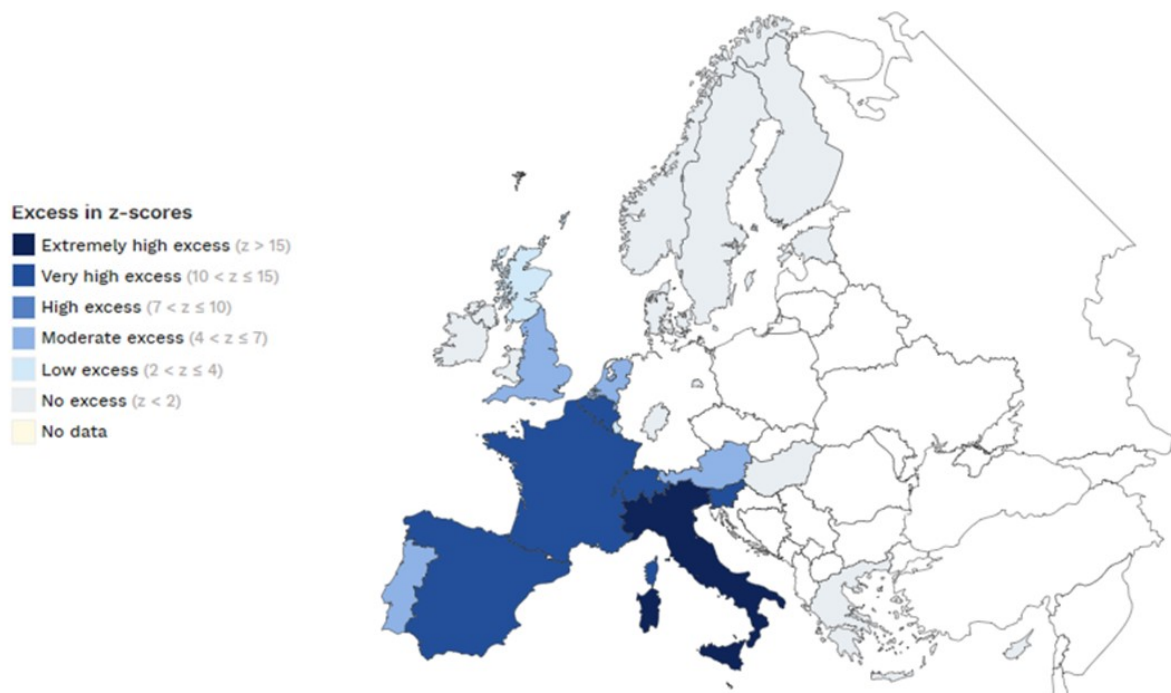 Excess in z-scores
Extremely high excess (z > 15)
Very high excess (10 < z ≤ 15)
High excess (7 < z ≤ 10)
Moderate excess (4 < z ≤ 7)
Low excess (2 < z ≤ 4)
No excess (z < 2)
No data